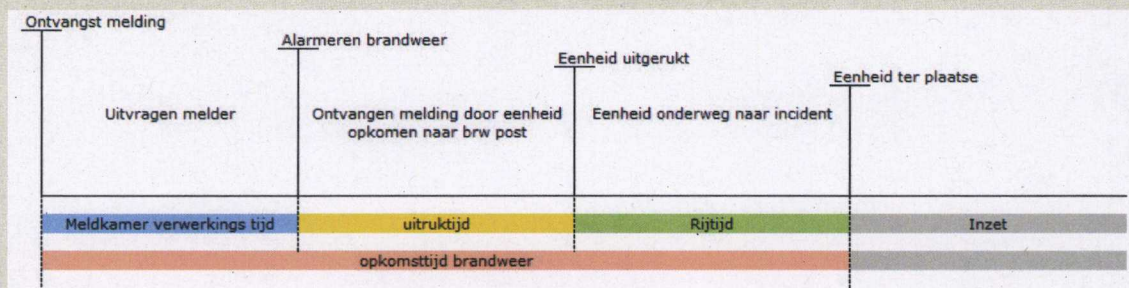 Ontvangst melding
Alarmeren brandweer
Eenheid uitgerukt
Eenheid ter plaatse
Uitvragen melder
Ontvangen melding door eenheid
opkomen naar brw post
Eenheid onderweg naar incident
Meldkamer verwerkings tijd
uitruktijd
Rijtijd
Inzet
opkomsttijd brandweer